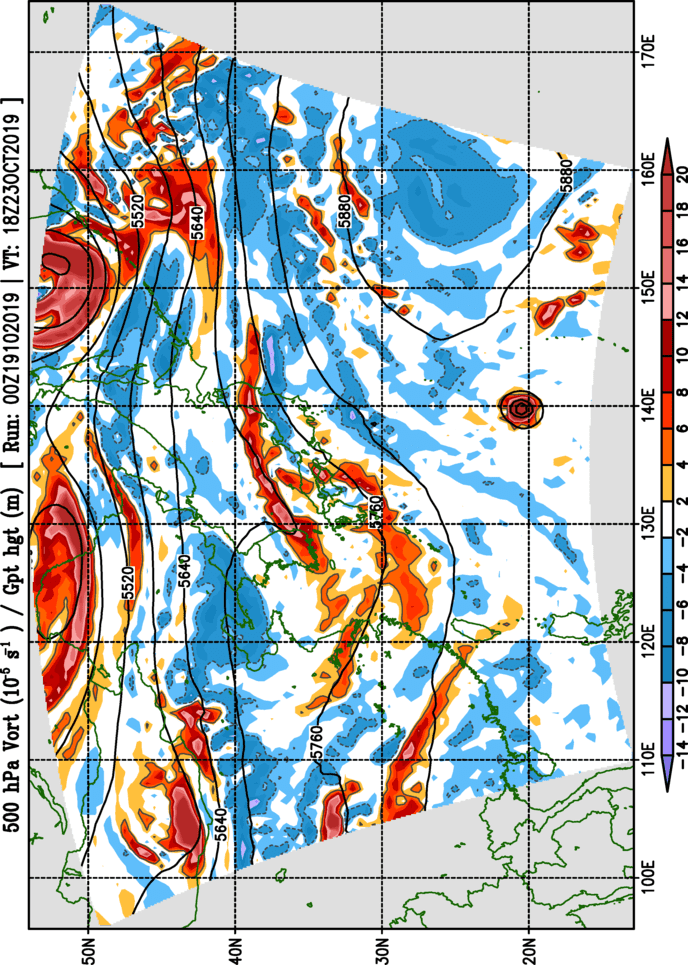 500 hPa Vort (10⁻⁵ s⁻¹) / Gpt hgt (m) [ Run: 00Z19102019 | VT: 18Z23OCT2019 ]
50N
5520
5520
5640
5640
5640
40N
5760
5880
5760
30N
20N
5880
100E 110E 120E 130E 140E 150E 160E 170E
−14 −12 −10 −8 −6 −4 −2 2 4 6 8 10 12 14 16 18 20